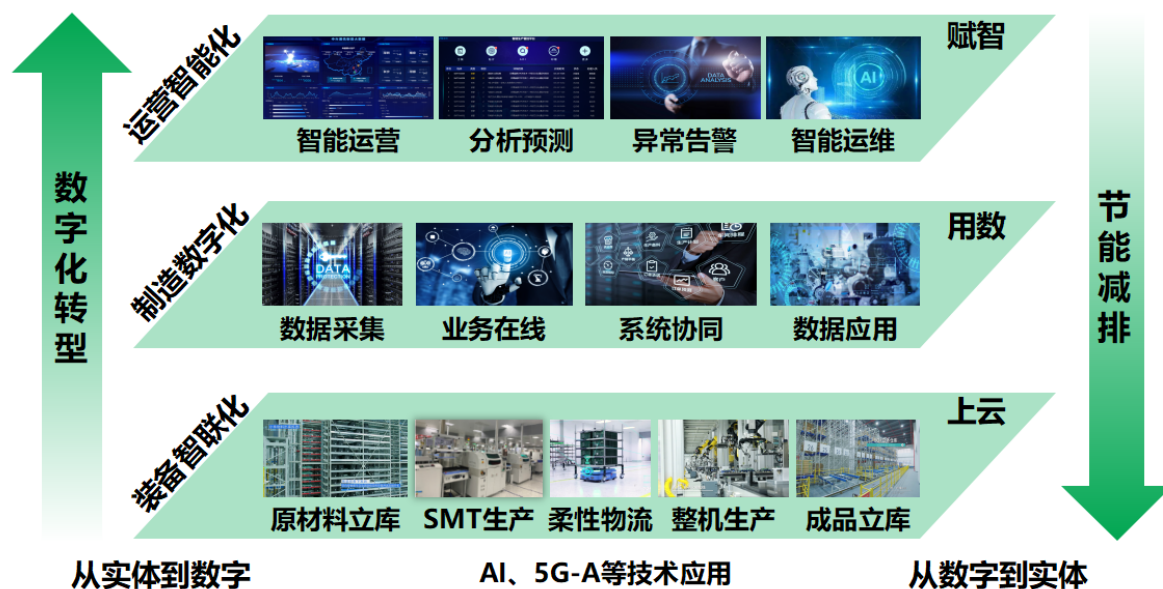 运营智能化
赋智
DATA
ANALYSIS
AI
智能运营
分析预测
异常告警
智能运维
数字化转型
节能减排
制造数字化
用数
DATA
PROTECTION
数据采集
业务在线
系统协同
数据应用
装备智联化
上云
原材料立库
SMT生产
柔性物流
整机生产
成品立库
从实体到数字
AI、5G-A等技术应用
从数字到实体